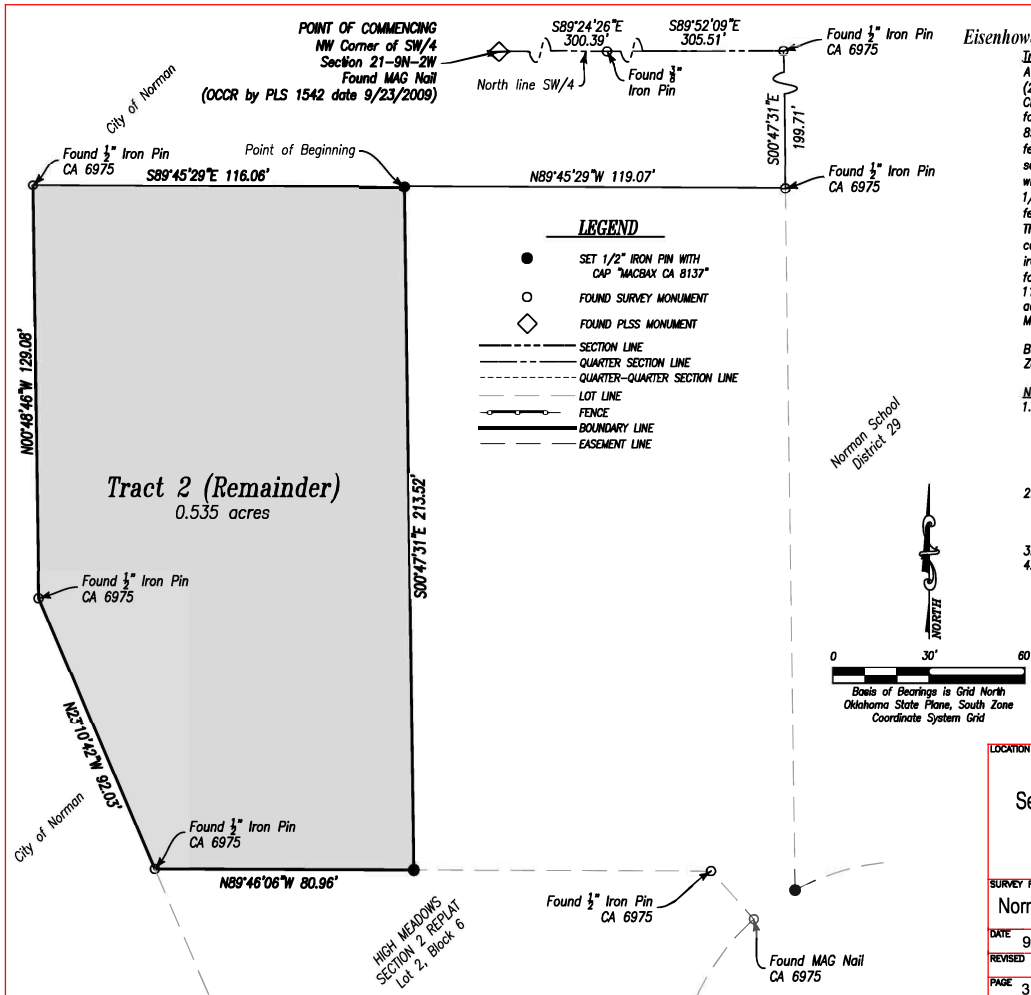 POINT OF COMMENCING
NW Corner of SW/4
Section 21-9N-2W
Found MAG Nail
(OCCR by PLS 1542 date 9/23/2009)
S89°24'26"E
300.39'
S89°52'09"E
305.51'
North line SW/4
Found 3/8"
Iron Pin
Found 1/2" Iron Pin
CA 6975
S00°47'31"E
199.71'
Eisenhow
City of Norman
Found 1/2" Iron Pin
CA 6975
Point of Beginning
S89°45'29"E 116.06'
N89°45'29"W 119.07'
Found 1/2" Iron Pin
CA 6975
LEGEND
SET 1/2" IRON PIN WITH
CAP "MACBAX CA 8137"
FOUND SURVEY MONUMENT
FOUND PLSS MONUMENT
SECTION LINE
QUARTER SECTION LINE
QUARTER-QUARTER SECTION LINE
LOT LINE
FENCE
BOUNDARY LINE
EASEMENT LINE
N00°48'46"W 129.08'
Tract 2 (Remainder)
0.535 acres
S00°47'31"E 213.52'
Norman School
District 29
Found 1/2" Iron Pin
CA 6975
NORTH
0 30' 60
Basis of Bearings is Grid North
Oklahoma State Plane, South Zone
Coordinate System Grid
N23°10'42"W 92.03'
City of Norman
Found 1/2" Iron Pin
CA 6975
N89°46'06"W 80.96'
HIGH MEADOWS
SECTION 2 REPLAT
Lot 2, Block 6
Found 1/2" Iron Pin
CA 6975
Found MAG Nail
CA 6975
1.
2.
3.
4.
LOCATION
Se
SURVEY
Norm
DATE 9
REVISED
PAGE 3